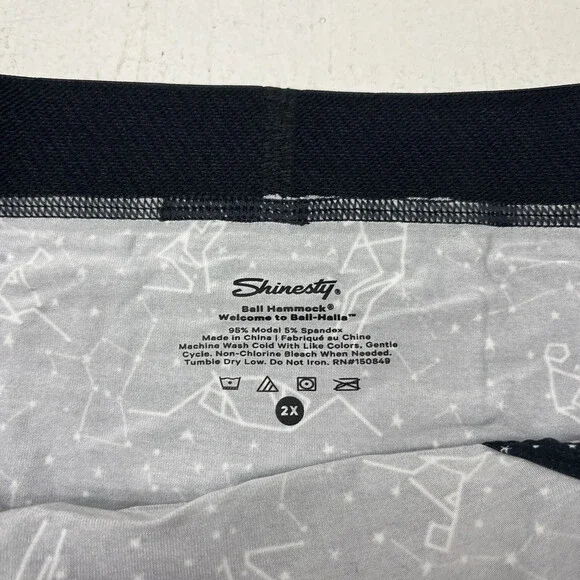 Shinesty®
Ball Hammock®
Welcome to Ball-Halla™
95% Modal 5% Spandex
Made in China | Fabriqué au Chine
Machine Wash Cold With Like Colors, Gentle
Cycle. Non-Chlorine Bleach When Needed.
Tumble Dry Low. Do Not Iron. RN#150849
2X